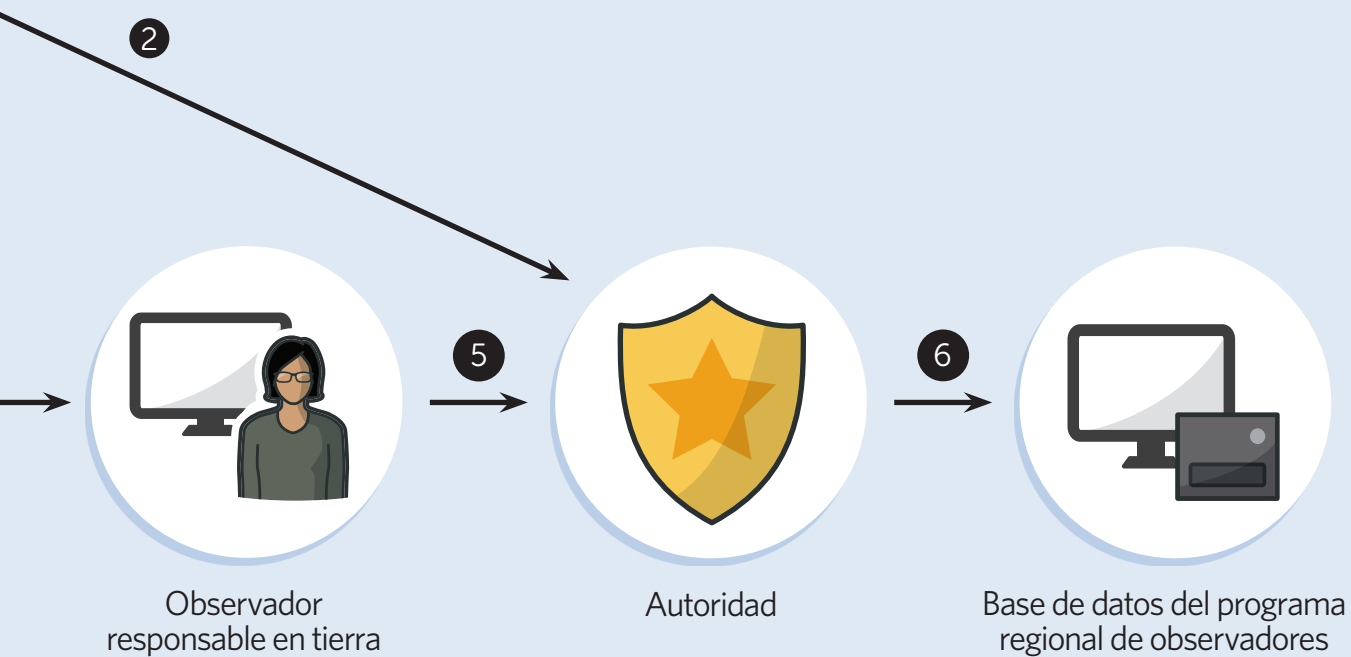 2
5
6
Observador
responsable en tierra
Autoridad
Base de datos del programa
regional de observadores